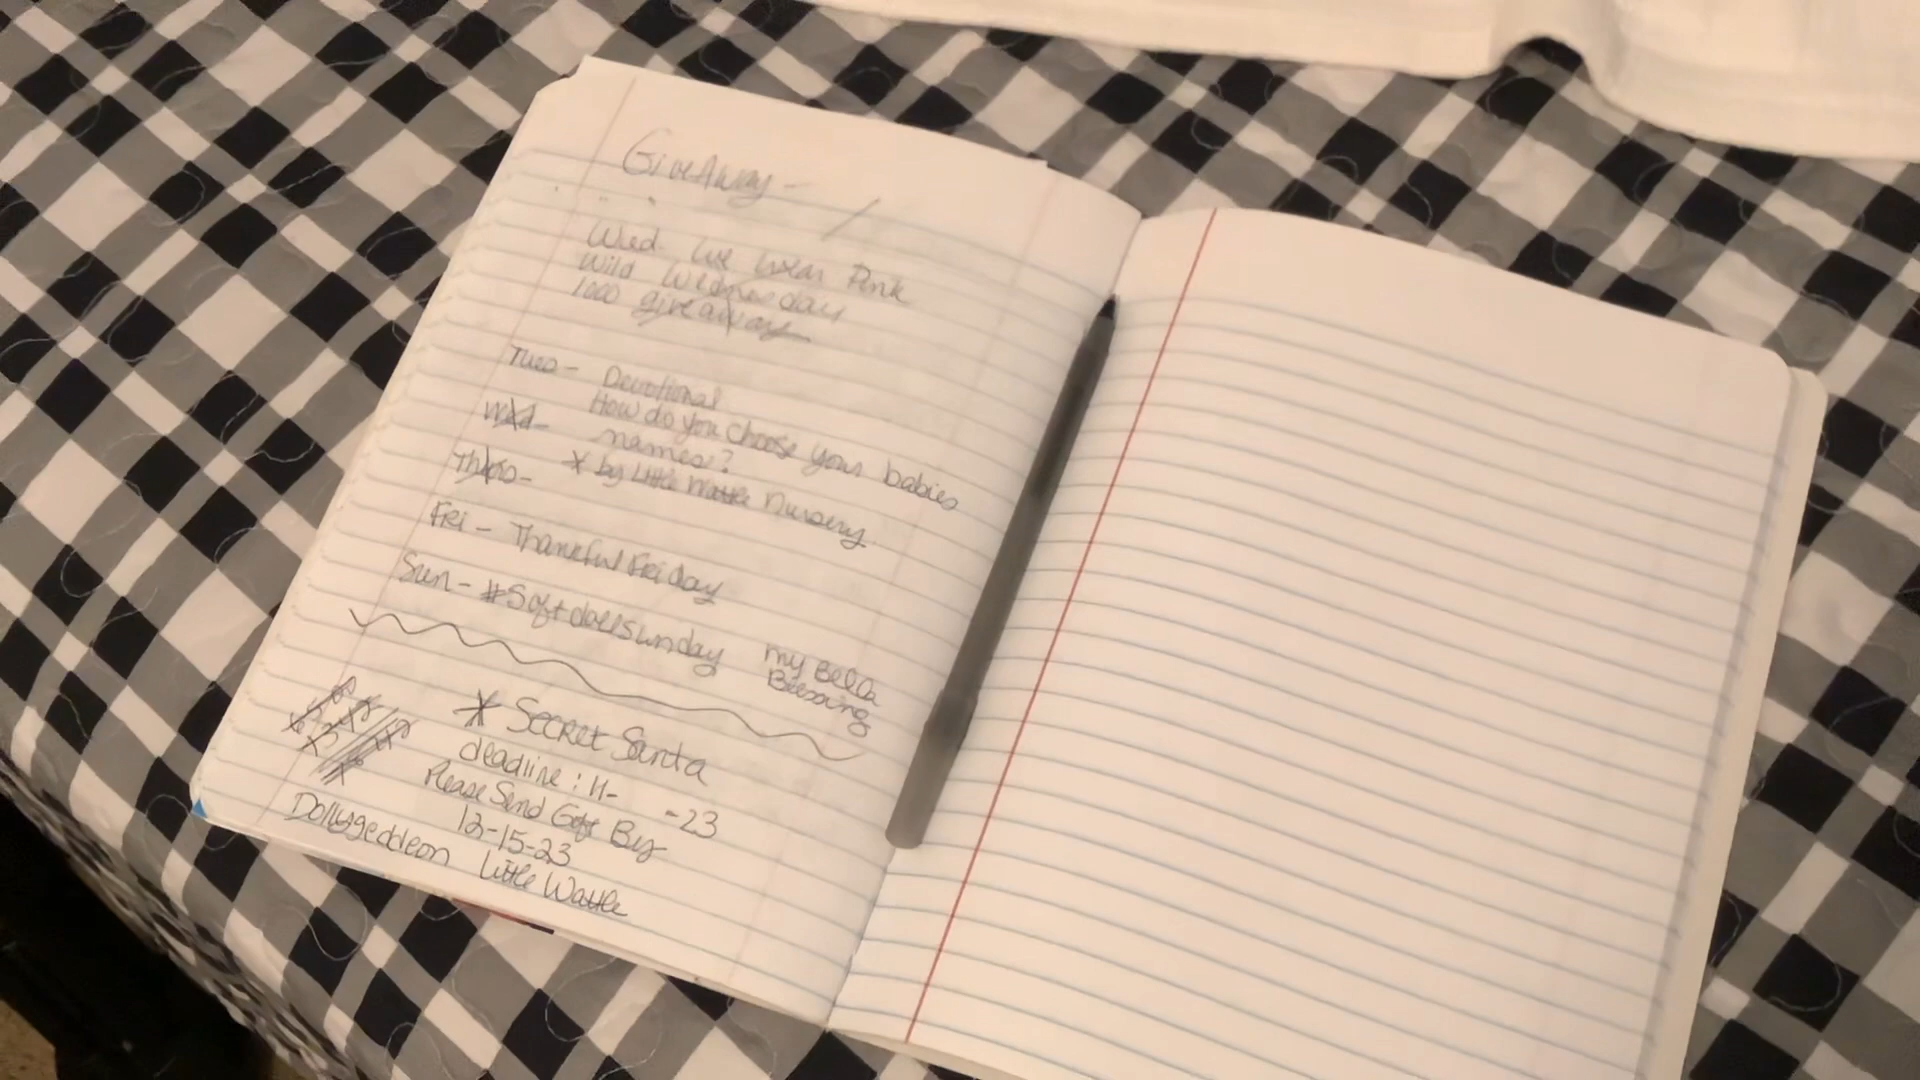 GiveAway -
Wed. We Wear Pink
Wild Wednesday
1000 giveaway
Tues - Devotional
How do you choose your babies
Wed - names?
Thurs - * by Little Wattle Nursery
Fri - Thankful Friday
Sun - #Softdollsunday
my Bella
Blessing
* Secret Santa
deadline: 11- -23
Please Send Gift By
12-15-23
Dollygeddeon Little Wattle